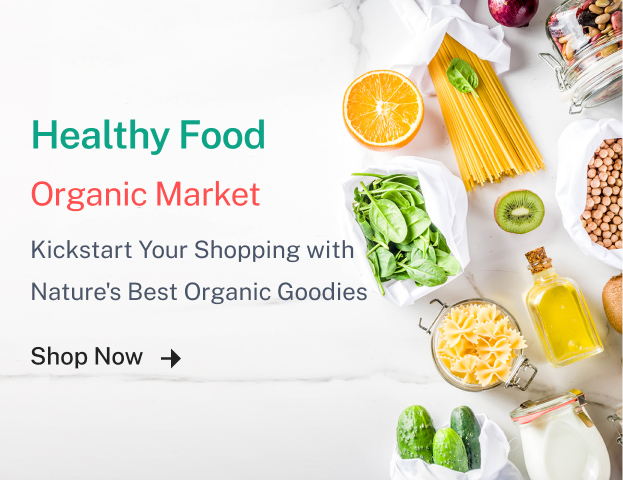 Healthy Food
Organic Market
Kickstart Your Shopping with
Nature's Best Organic Goodies
Shop Now